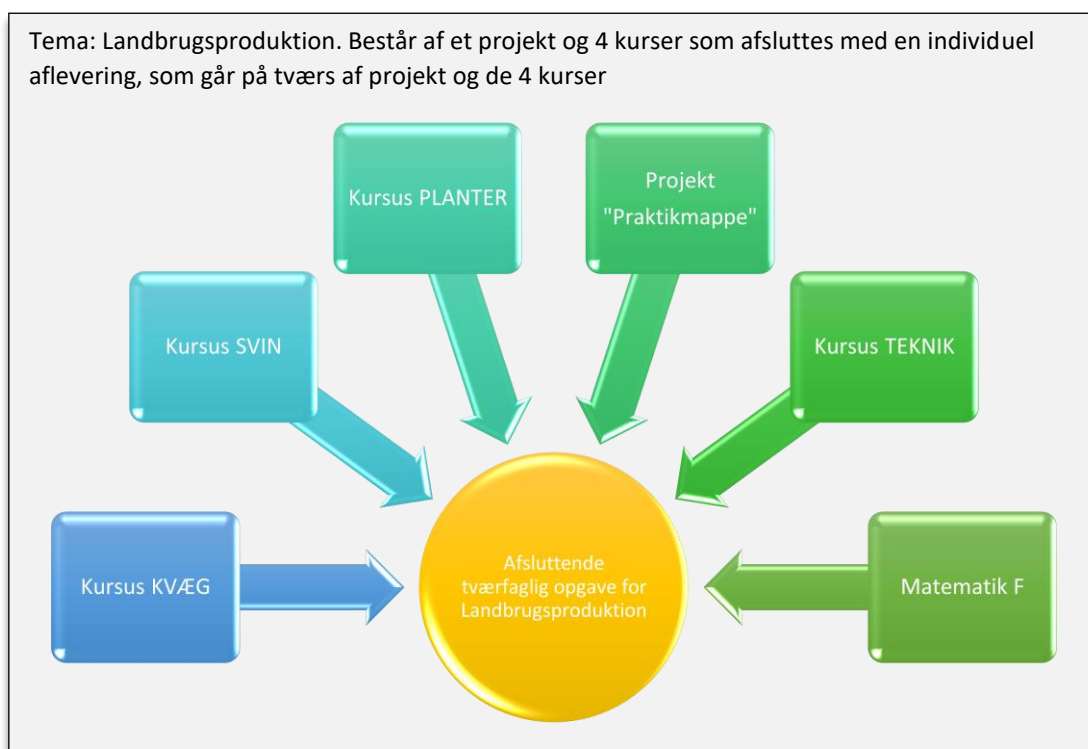 Tema: Landbrugsproduktion. Består af et projekt og 4 kurser som afsluttes med en individuel
aflevering, som går på tværs af projekt og de 4 kurser
Kursus PLANTER
Projekt
"Praktikmappe"
Kursus SVIN
Kursus TEKNIK
Kursus KVÆG
Afsluttende
tværfaglig opgave for
Landbrugsproduktion
Matematik F